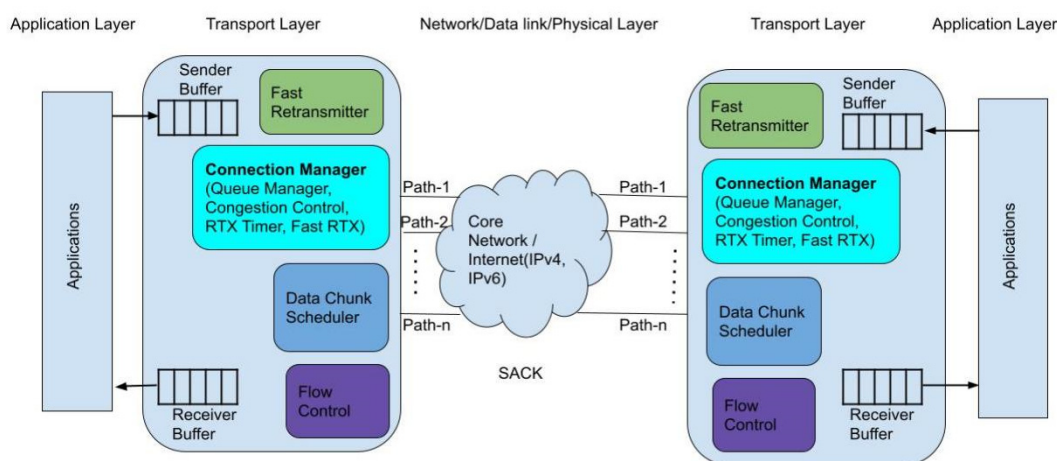 Application Layer
Transport Layer
Network/Data link/Physical Layer
Transport Layer
Application Layer
Applications
Sender
Buffer
Fast
Retransmitter
Connection Manager
(Queue Manager,
Congestion Control,
RTX Timer, Fast RTX)
Data Chunk
Scheduler
Flow
Control
Receiver
Buffer
Path-1
Path-2
Path-n
Core
Network /
Internet(IPv4,
IPv6)
SACK
Path-1
Path-2
Path-n
Fast
Retransmitter
Sender
Buffer
Connection Manager
(Queue Manager,
Congestion Control,
RTX Timer, Fast RTX)
Data Chunk
Scheduler
Flow
Control
Receiver
Buffer
Applications